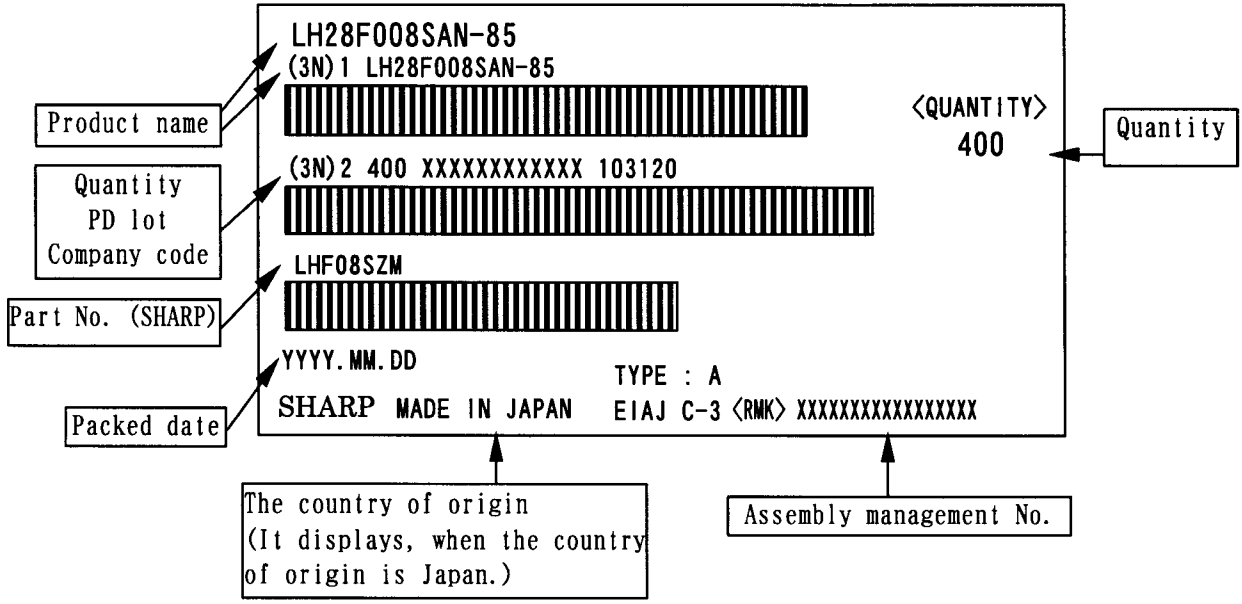 LH28F008SAN-85
(3N)1 LH28F008SAN-85
Product name
<QUANTITY>
400
Quantity
(3N)2 400 XXXXXXXXXXXX 103120
Quantity
PD lot
Company code
LHF08SZM
Part No. (SHARP)
YYYY.MM.DD
TYPE : A
Packed date
SHARP MADE IN JAPAN
EIAJ C-3 <RMK> XXXXXXXXXXXXXXXXX
The country of origin
(It displays, when the country
of origin is Japan.)
Assembly management No.